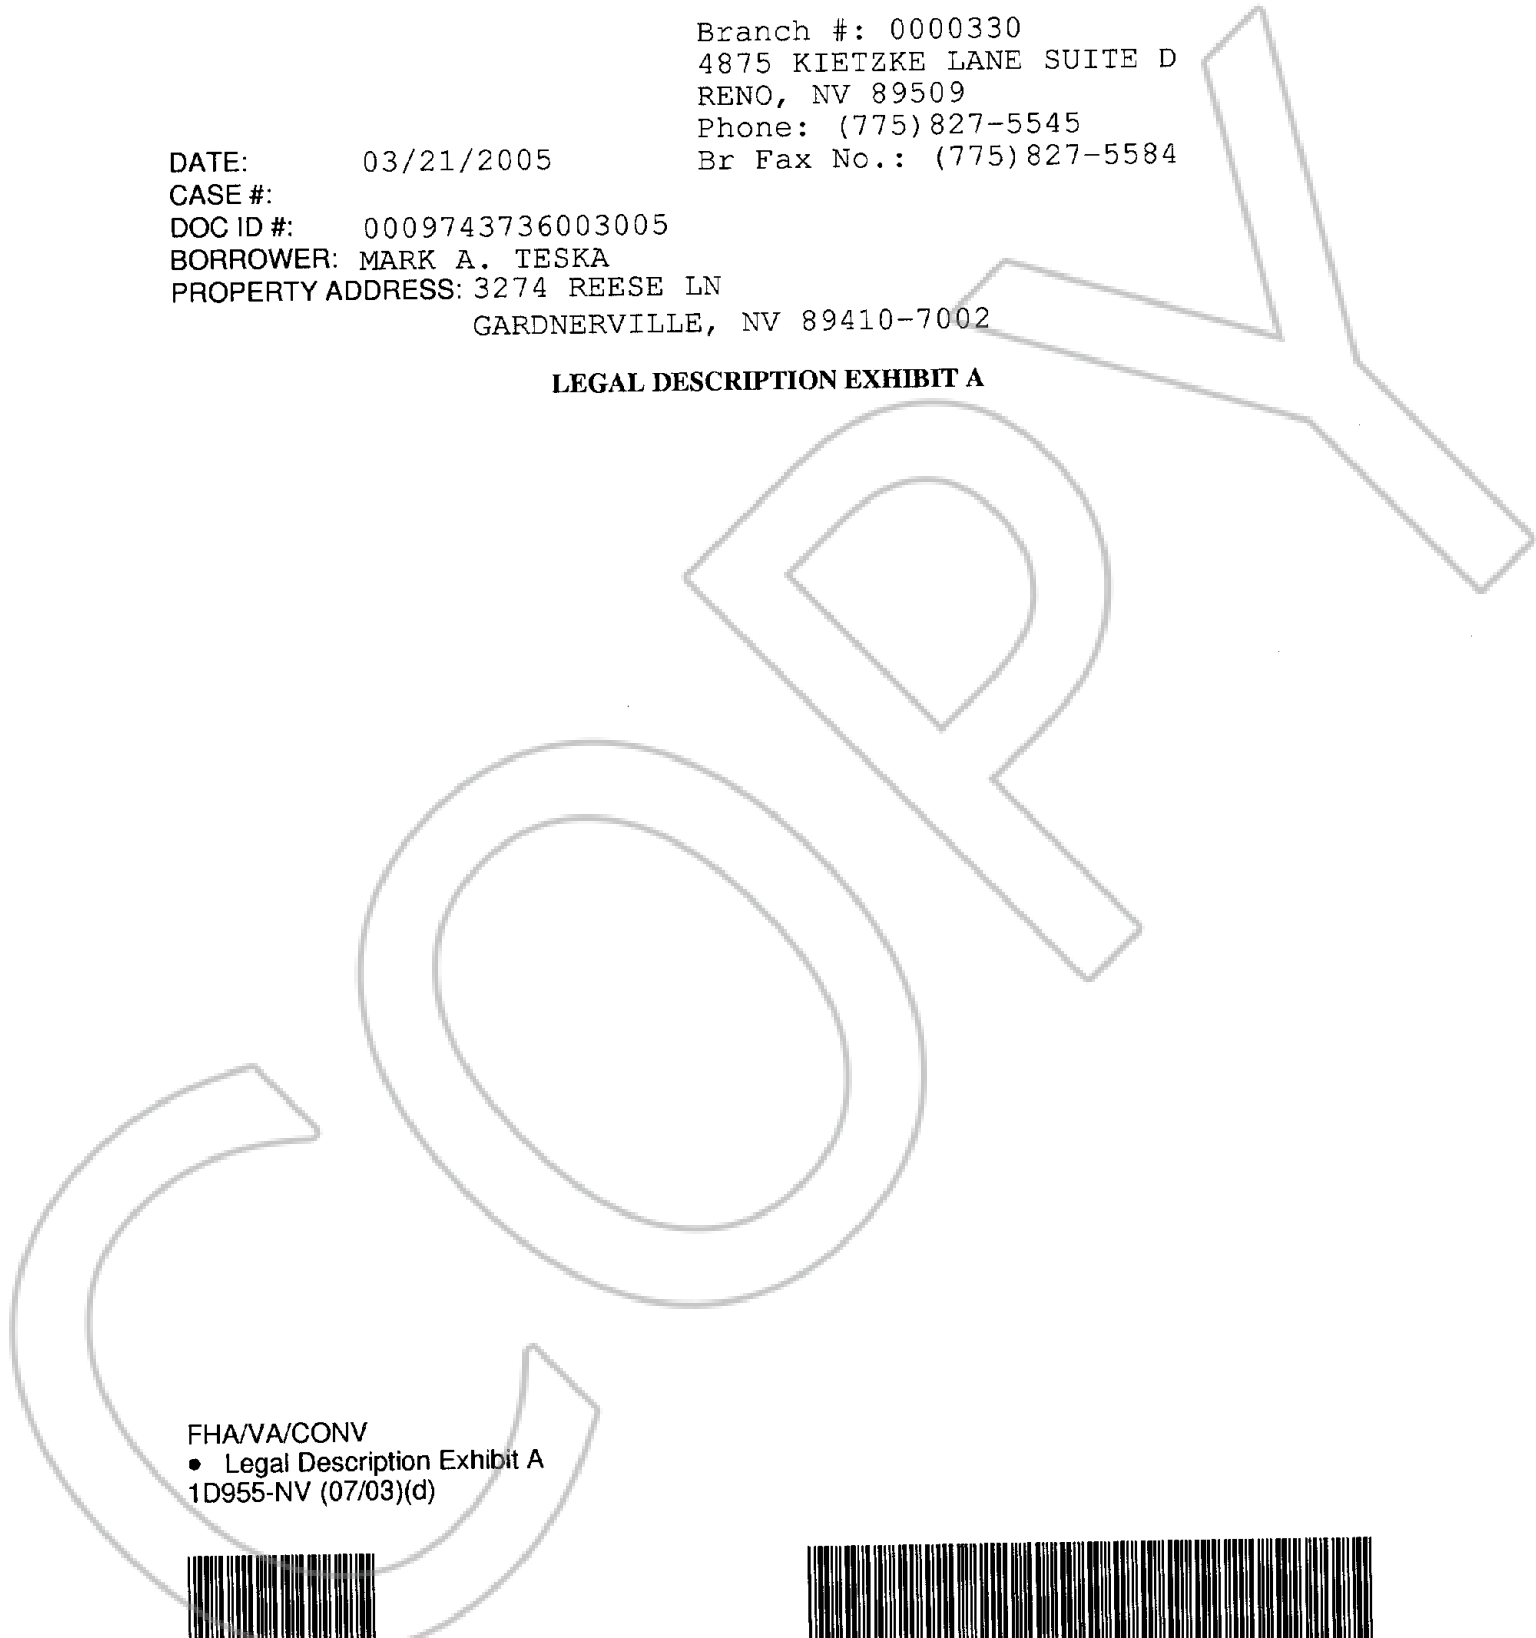 Branch #: 0000330
4875 KIETZKE LANE SUITE D
RENO, NV 89509
Phone: (775)827-5545
Br Fax No.: (775)827-5584
DATE: 03/21/2005
CASE #:
DOC ID #: 0009743736003005
BORROWER: MARK A. TESKA
PROPERTY ADDRESS: 3274 REESE LN
GARDNERVILLE, NV 89410-7002
LEGAL DESCRIPTION EXHIBIT A
COPY
FHA/VA/CONV
• Legal Description Exhibit A
1D955-NV (07/03)(d)